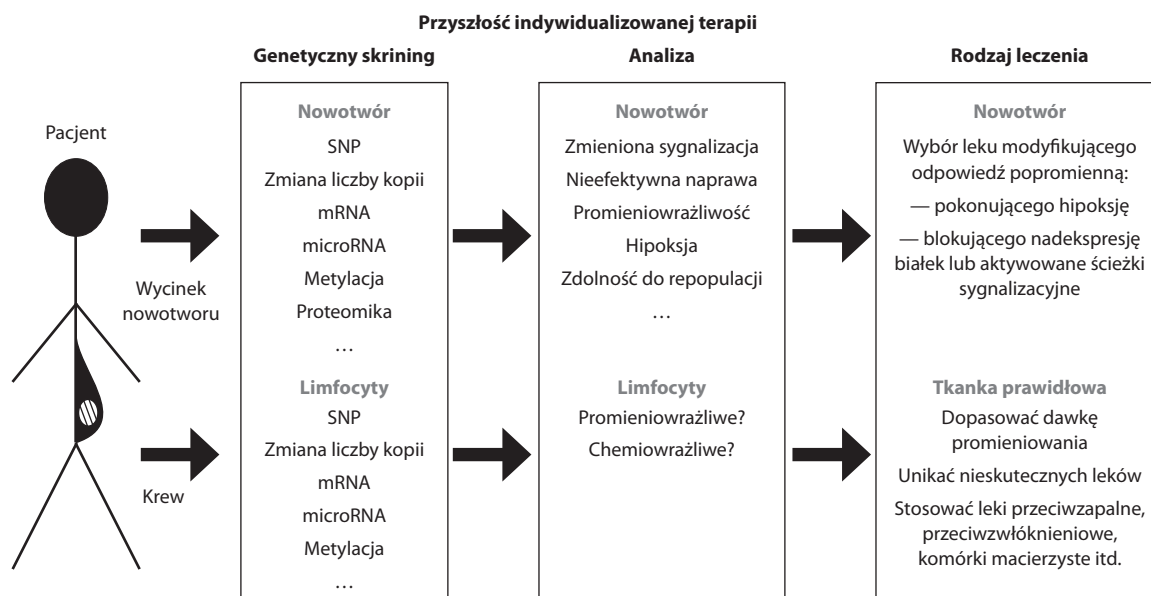 Przyszłość indywidualizowanej terapii
Genetyczny skrining
Analiza
Rodzaj leczenia
Pacjent
Wycinek
nowotworu
Krew
Nowotwór
SNP
Zmiana liczby kopii
mRNA
microRNA
Metylacja
Proteomika
…
Limfocyty
SNP
Zmiana liczby kopii
mRNA
microRNA
Metylacja
…
Nowotwór
Zmieniona sygnalizacja
Nieefektywna naprawa
Promieniowrażliwość
Hipoksja
Zdolność do repopulacji
…
Limfocyty
Promieniowrażliwe?
Chemiowrażliwe?
Nowotwór
Wybór leku modyfikującego
odpowiedź popromienną:
— pokonującego hipoksję
— blokującego nadekspresję
białek lub aktywowane ścieżki
sygnalizacyjne
Tkanka prawidłowa
Dopasować dawkę
promieniowania
Unikać nieskutecznych leków
Stosować leki przeciwzapalne,
przeciwzwłóknieniowe,
komórki macierzyste itd.